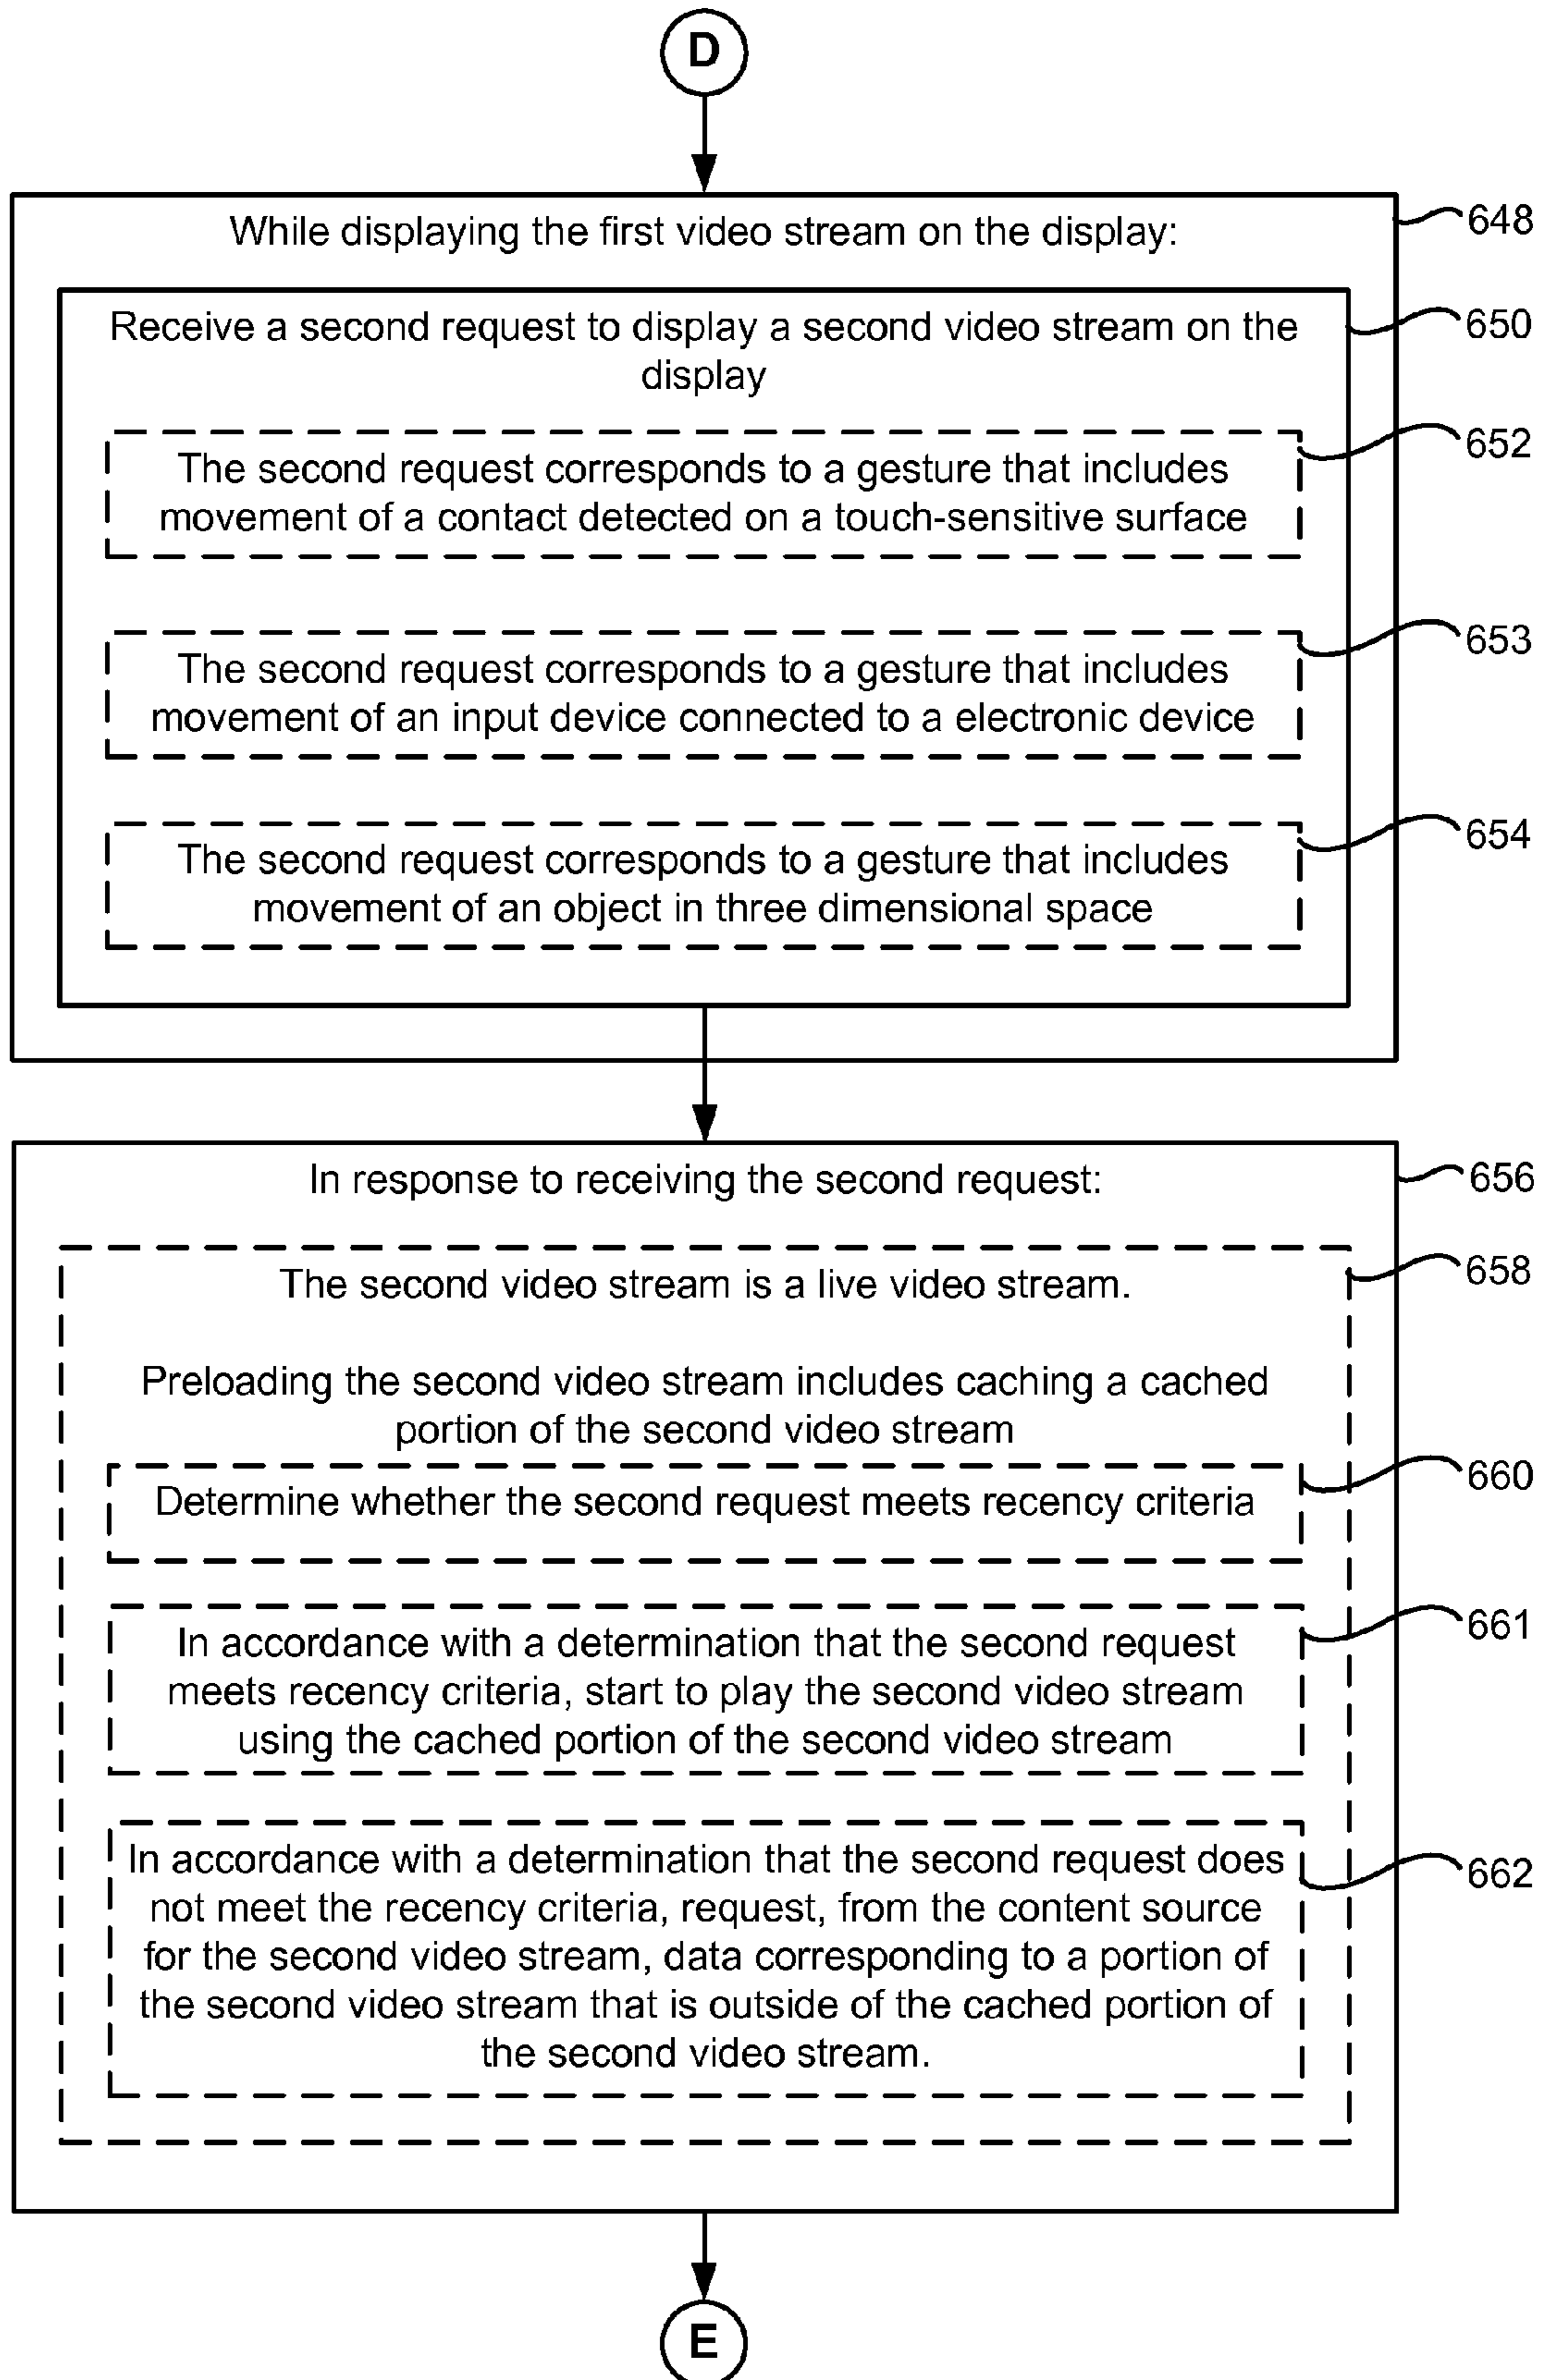 D
While displaying the first video stream on the display:
648
Receive a second request to display a second video stream on the
display
650
The second request corresponds to a gesture that includes
movement of a contact detected on a touch-sensitive surface
652
The second request corresponds to a gesture that includes
movement of an input device connected to a electronic device
653
The second request corresponds to a gesture that includes
movement of an object in three dimensional space
654
In response to receiving the second request:
656
The second video stream is a live video stream.
658
Preloading the second video stream includes caching a cached
portion of the second video stream
Determine whether the second request meets recency criteria
660
In accordance with a determination that the second request
meets recency criteria, start to play the second video stream
using the cached portion of the second video stream
661
In accordance with a determination that the second request does
not meet the recency criteria, request, from the content source
for the second video stream, data corresponding to a portion of
the second video stream that is outside of the cached portion of
the second video stream.
662
E